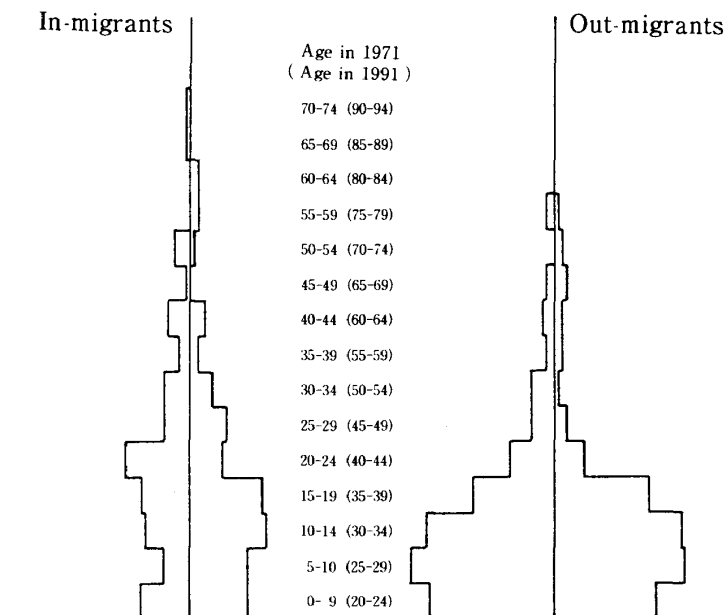 In-migrants
Out-migrants
Age in 1971
( Age in 1991 )
70-74 (90-94)
65-69 (85-89)
60-64 (80-84)
55-59 (75-79)
50-54 (70-74)
45-49 (65-69)
40-44 (60-64)
35-39 (55-59)
30-34 (50-54)
25-29 (45-49)
20-24 (40-44)
15-19 (35-39)
10-14 (30-34)
5-10 (25-29)
0- 9 (20-24)